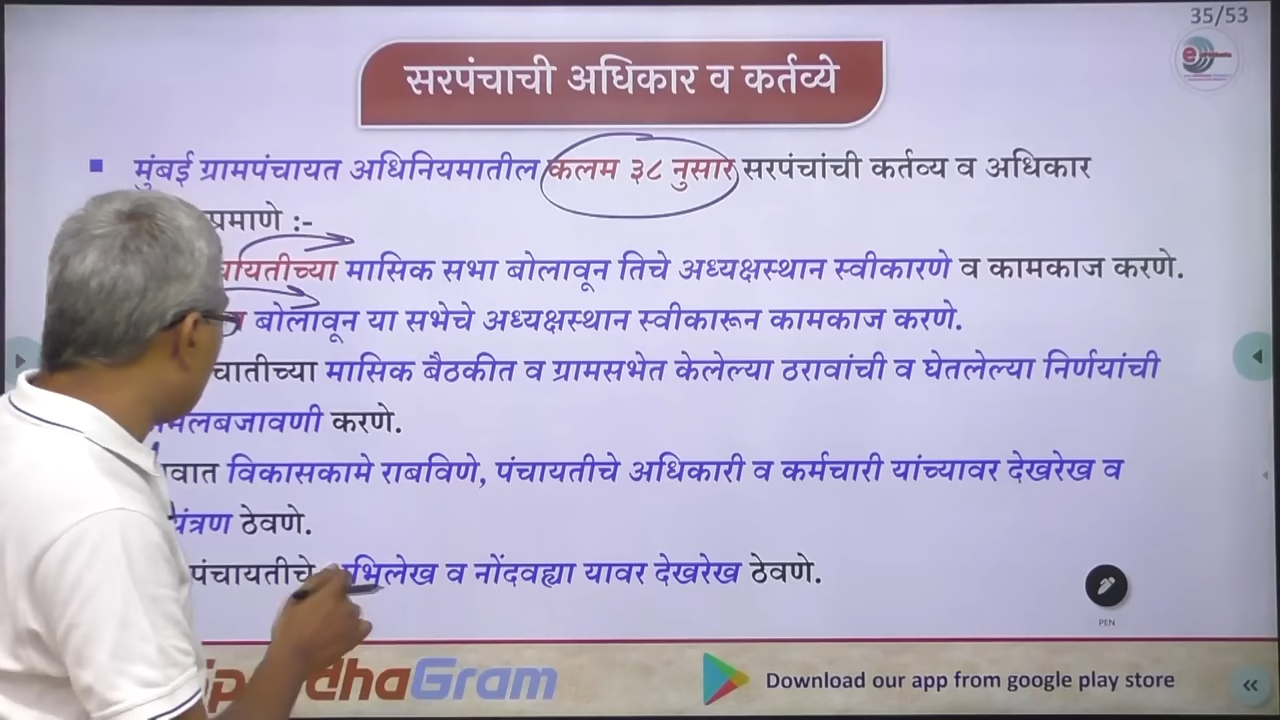 35/53
सरपंचाची अधिकार व कर्तव्ये
मुंबई ग्रामपंचायत अधिनियमातील कलम ३८ नुसार सरपंचांची कर्तव्य व अधिकार
प्रमाणे :-
मासिक सभा बोलावून तिचे अध्यक्षस्थान स्वीकारणे व कामकाज करणे.
बोलावून या सभेचे अध्यक्षस्थान स्वीकारून कामकाज करणे.
मासिक बैठकीत व ग्रामसभेत केलेल्या ठरावांची व घेतलेल्या निर्णयांची
करणे.
विकासकामे राबविणे, पंचायतीचे अधिकारी व कर्मचारी यांच्यावर देखरेख व
ठेवणे.
पंचायतीचे व नोंदवह्या यावर देखरेख ठेवणे.
PEN
Gram Download our app from google play store